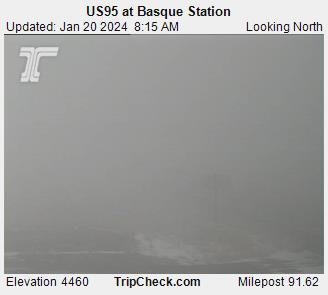 US95 at Basque Station
Updated: Jan 20 2024 8:15 AM Looking North
Elevation 4460 TripCheck.com Milepost 91.62